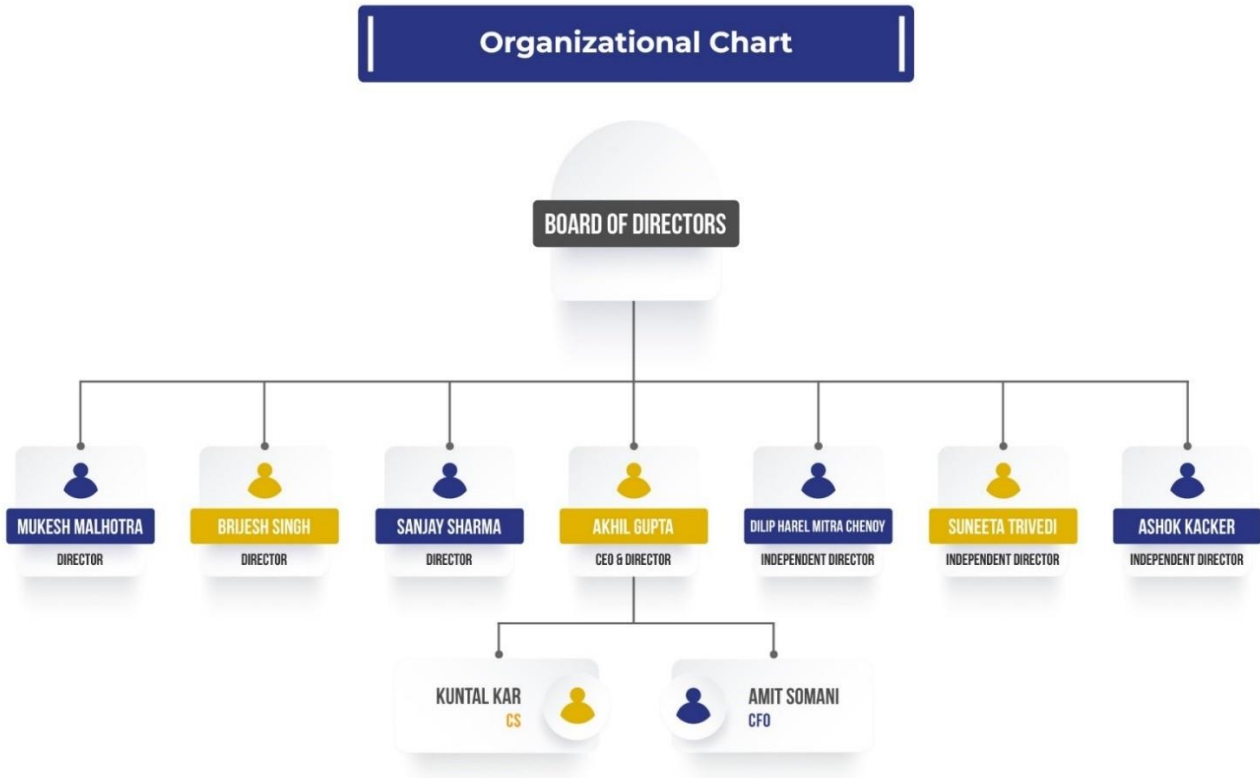 Organizational Chart
BOARD OF DIRECTORS
MUKESH MALHOTRA
DIRECTOR
BRIJESH SINGH
DIRECTOR
SANJAY SHARMA
DIRECTOR
AKHIL GUPTA
CEO & DIRECTOR
DILIP HAREL MITRA CHENOY
INDEPENDENT DIRECTOR
SUNEETA TRIVEDI
INDEPENDENT DIRECTOR
ASHOK KACKER
INDEPENDENT DIRECTOR
KUNTAL KAR
CS
AMIT SOMANI
CFO